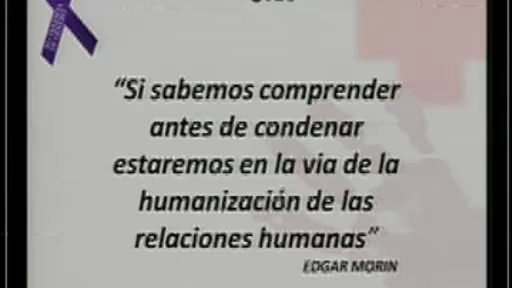 “Si sabemos comprender
antes de condenar
estaremos en la via de la
humanización de las
relaciones humanas”
EDGAR MORIN